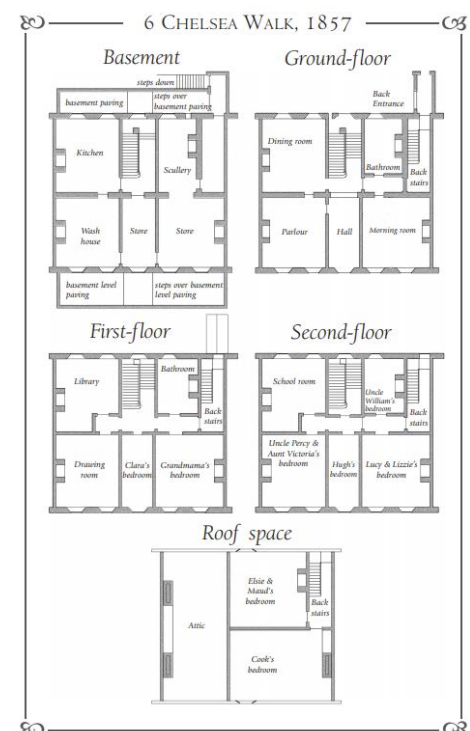 6 CHELSEA WALK, 1857
Basement
steps down
basement paving
steps over
basement paving
Kitchen
Scullery
Wash
house
Store
Store
basement level
paving
steps over basement
level paving
Ground-floor
Back
Entrance
Dining room
Bathroom
Back
stairs
Parlour
Hall
Morning room
First-floor
Library
Bathroom
Back
stairs
Drawing
room
Clara's
bedroom
Grandmama's
bedroom
Second-floor
School room
Uncle
William's
bedroom
Back
stairs
Uncle Percy &
Aunt Victoria's
bedroom
Hugh's
bedroom
Lucy & Lizzie's
bedroom
Roof space
Attic
Elsie &
Maud's
bedroom
Back
stairs
Cook's
bedroom